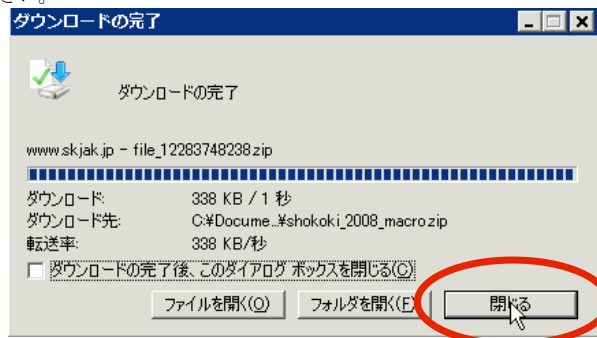 さい。
ダウンロードの完了
ダウンロードの完了
www.skjak.jp - file_12283748238.zip
ダウンロード: 338 KB / 1 秒
ダウンロード先: C:¥Docume..¥shokoki_2008_macro.zip
転送率: 338 KB/秒
ダウンロードの完了後、このダイアログ ボックスを閉じる(C)
ファイルを開く(O) フォルダを開く(F) 閉じる